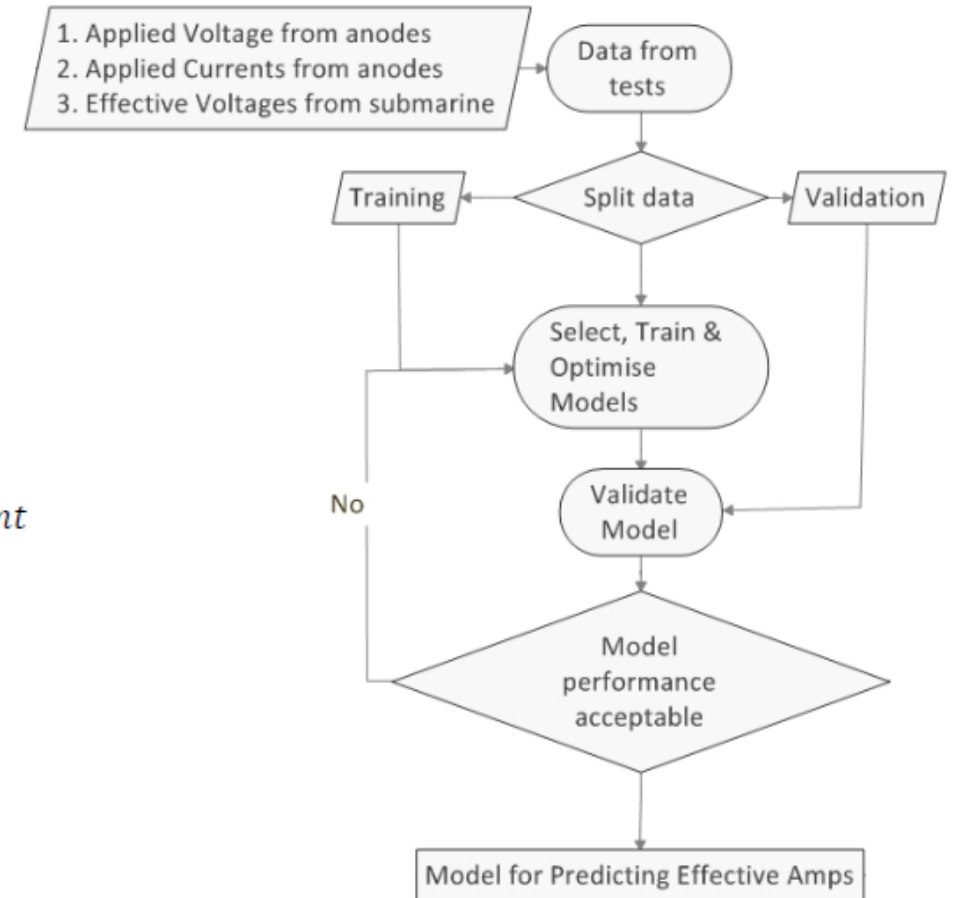 1. Applied Voltage from anodes
2. Applied Currents from anodes
3. Effective Voltages from submarine
Data from
tests
Training
Split data
Validation
Select, Train &
Optimise
Models
No
nt
Validate
Model
Model
performance
acceptable
Model for Predicting Effective Amps